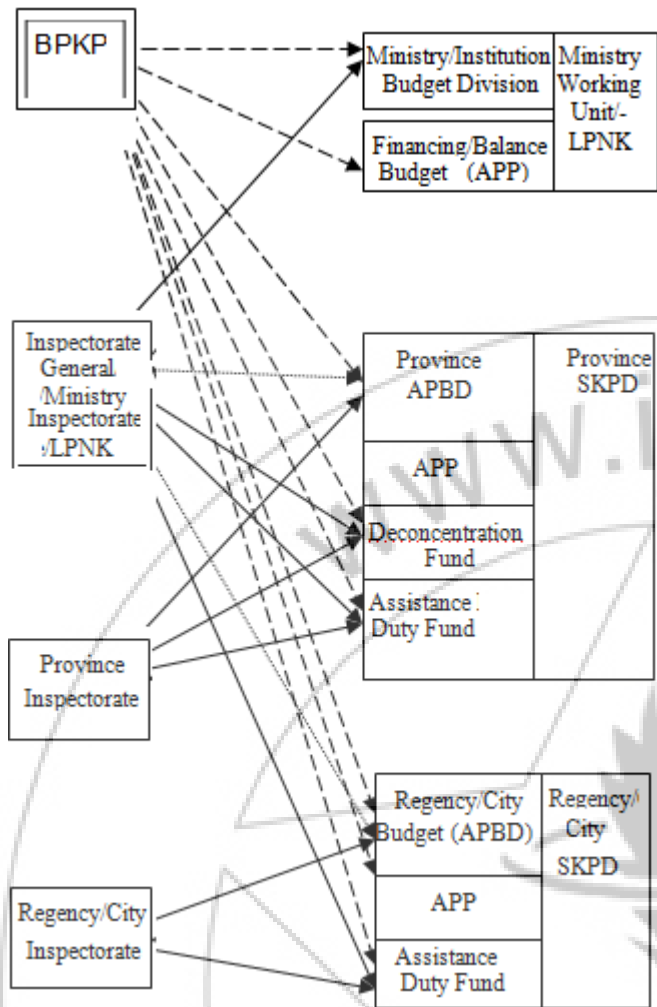 BPKP
Ministry/Institution
Budget Division
Ministry
Working
Unit/-
LPNK
Financing/Balance
Budget (APP)
Inspectorate
General
/Ministry
Inspectorate
/LPNK
Province
APBD
Province
SKPD
APP
Deconcentration
Fund
Assistance
Duty Fund
Province
Inspectorate
Regency/City
Budget (APBD)
Regency/
City
SKPD
APP
Assistance
Duty Fund
Regency/City
Inspectorate
www.i